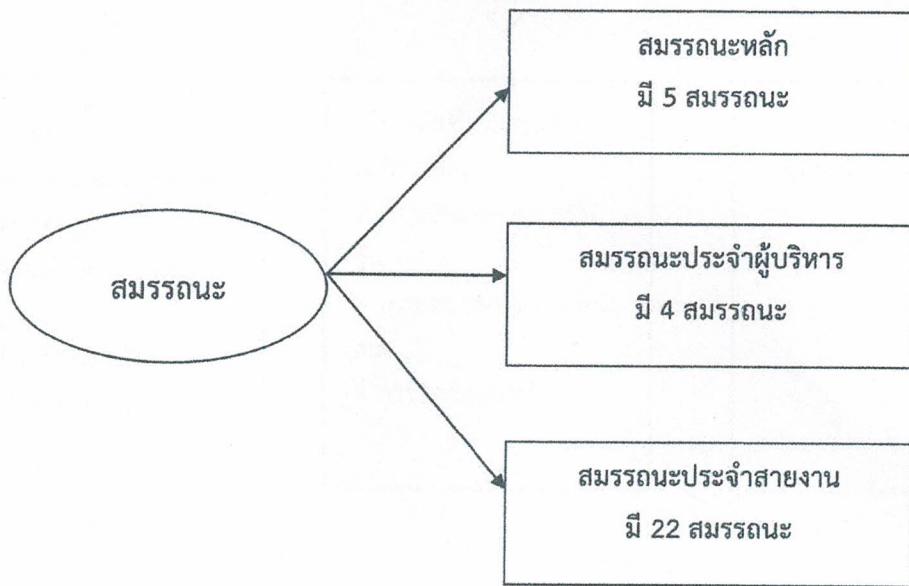 สมรรถนะหลัก
มี 5 สมรรถนะ
สมรรถนะ
สมรรถนะประจำผู้บริหาร
มี 4 สมรรถนะ
สมรรถนะประจำสายงาน
มี 22 สมรรถนะ